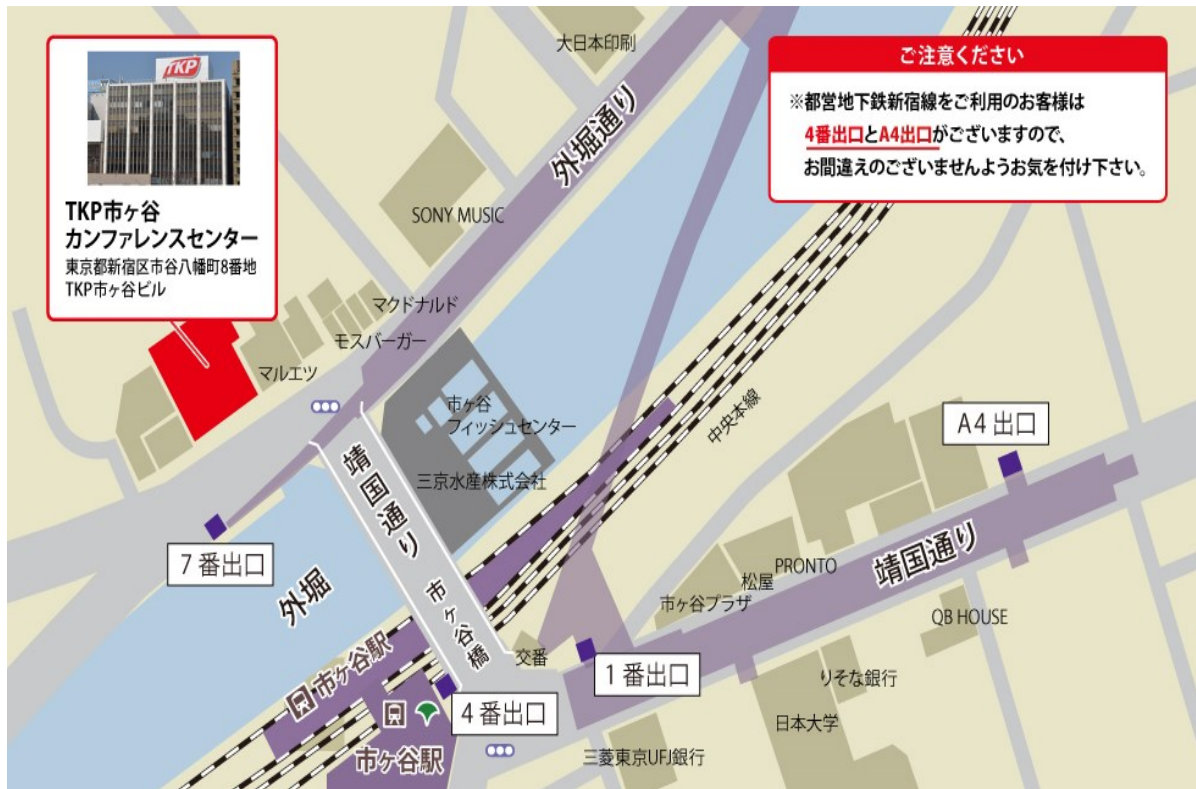 TKP
TKP市ヶ谷
カンファレンスセンター
東京都新宿区市谷八幡町8番地
TKP市ヶ谷ビル
ご注意ください
※都営地下鉄新宿線をご利用のお客様は
4番出口とA4出口がございますので、
お間違えのございませんようお気を付け下さい。
大日本印刷
外堀通り
SONY MUSIC
マクドナルド
モスバーガー
マルエツ
市ヶ谷
フィッシュセンター
三京水産株式会社
中央本線
A4 出口
靖国通り
7 番出口
外堀
市ヶ谷橋
靖国通り
PRONTO
松屋
市ヶ谷プラザ
QB HOUSE
交番
1 番出口
りそな銀行
市ヶ谷駅
4 番出口
日本大学
市ヶ谷駅
三菱東京UFJ銀行